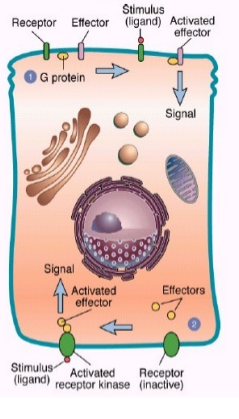 Receptor
Effector
Stimulus
(ligand)
Activated
effector
1
G protein
Signal
Signal
Activated
effector
Effectors
2
Stimulus
(ligand)
Activated
receptor kinase
Receptor
(inactive)